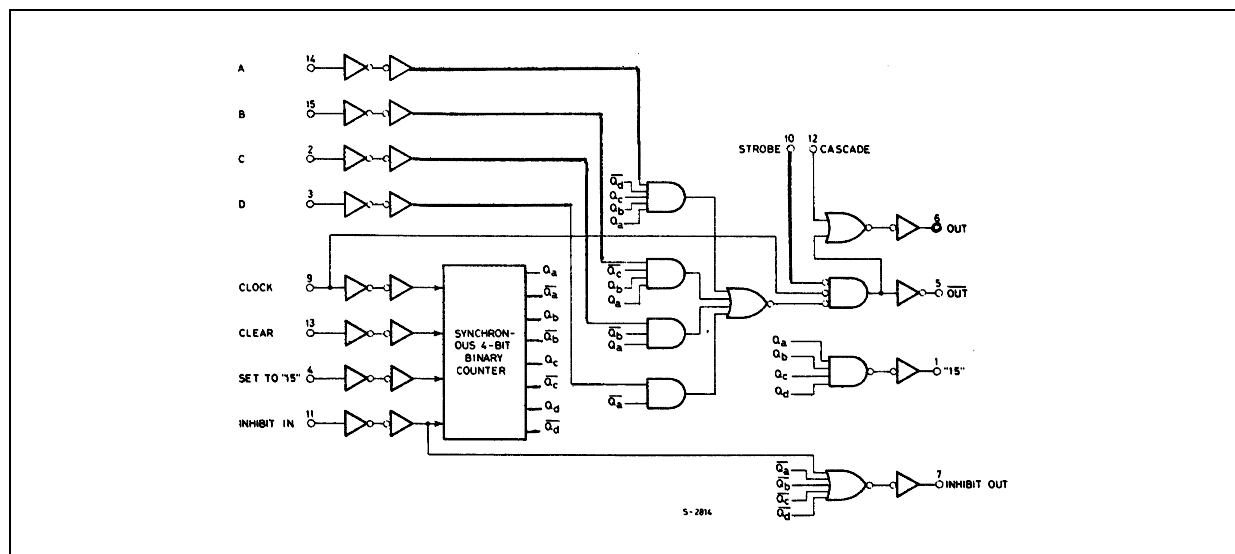 A 14
B 15
C 2
D 3
STROBE 10
12 CASCADE
Q̅d
Qc
Qb
Qa
6 OUT
CLOCK 9
Q̅c
Qb
Qa
5 O̅U̅T̅
CLEAR 13
Q̅b
Qa
SET TO "15" 4
Q̅a
INHIBIT IN 11
SYNCHRON-
OUS 4-BIT
BINARY
COUNTER
Qa
Q̅a
Qb
Q̅b
Qc
Q̅c
Qd
Q̅d
Qa
Qb
Qc
Qd
1 "15"
Q̅a
Q̅b
Q̅c
Q̅d
7 INHIBIT OUT
S-2814